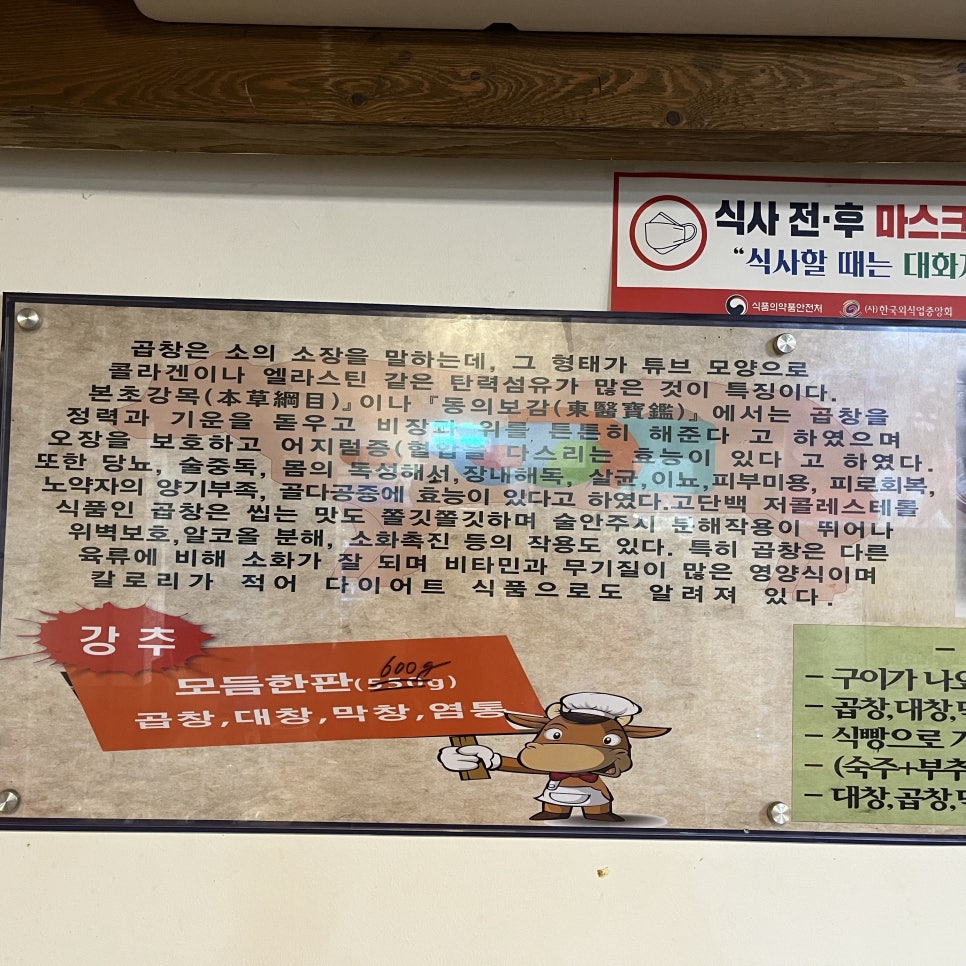 식사 전·후 마스크
“식사할 때는 대화
식품의약품안전처 (사)한국외식업중앙회
곱창은 소의 소장을 말하는데, 그 형태가 튜브 모양으로
콜라겐이나 엘라스틴 같은 탄력섬유가 많은 것이 특징이다.
본초강목(本草綱目)』이나 『동의보감(東醫寶鑑)』 에서는 곱창을
정력과 기운을 돋우고 비장과 위를 튼튼히 해준다 고 하였으며
오장을 보호하고 어지럼증(혈압)을 다스리는 효능이 있다 고 하였다.
또한 당뇨, 술중독, 몸의 독성해서,장내해독, 살균,이뇨,피부미용, 피로회복,
노약자의 양기부족, 골다공증에 효능이 있다고 하였다.고단백 저콜레스테롤
식품인 곱창은 씹는 맛도 쫄깃쫄깃하며 술안주시 분해작용이 뛰어나
위벽보호,알코올 분해, 소화촉진 등의 작용도 있다. 특히 곱창은 다른
육류에 비해 소화가 잘 되며 비타민과 무기질이 많은 영양식이며
칼로리가 적어 다이어트 식품으로도 알려져 있다.
강추
600g
모듬한판(550g)
곱창,대창,막창,염통
- 구이가
- 곱창,대창,
- 식빵으로
- (숙주+부추
- 대창,곱창,